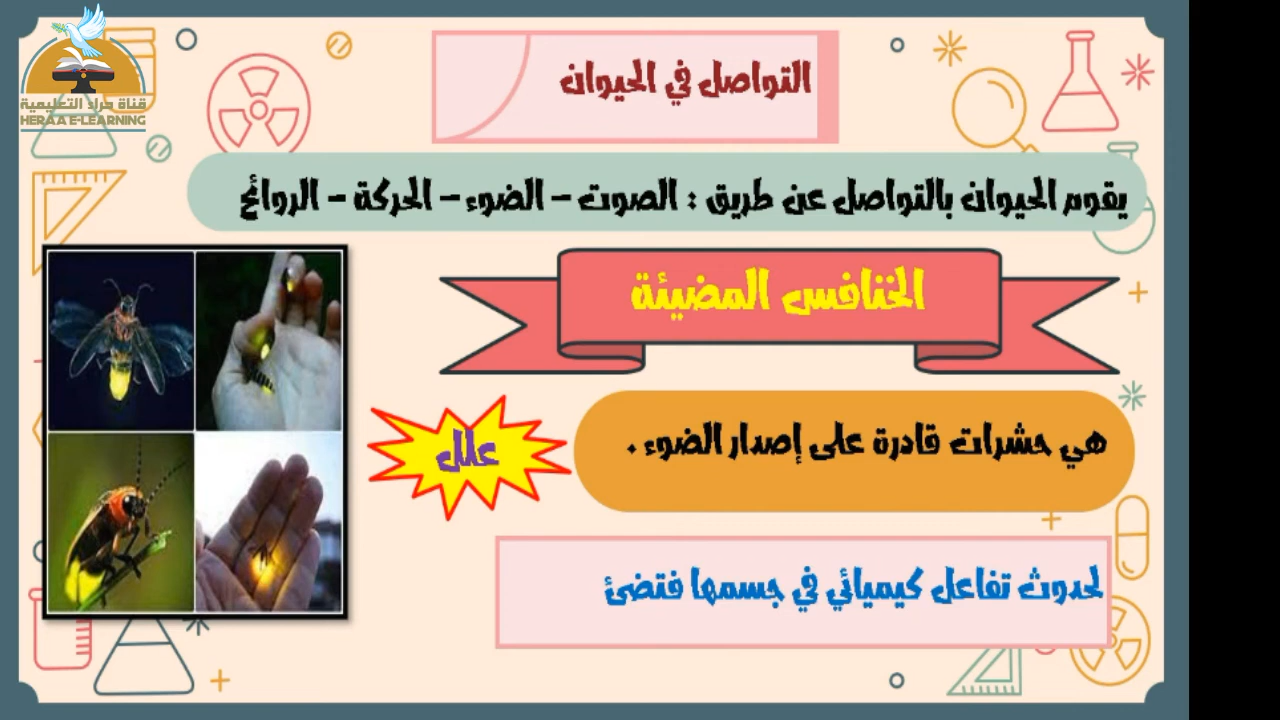 قناة حراء التعليمية
HERAA E-LEARNING
التواصل في الحيوان
يقوم الحيوان بالتواصل عن طريق : الصوت – الضوء – الحركة – الروائح
الخنافس المضيئة
هي حشرات قادرة على إصدار الضوء .
علل
لحدوث تفاعل كيميائي في جسمها فتضئ